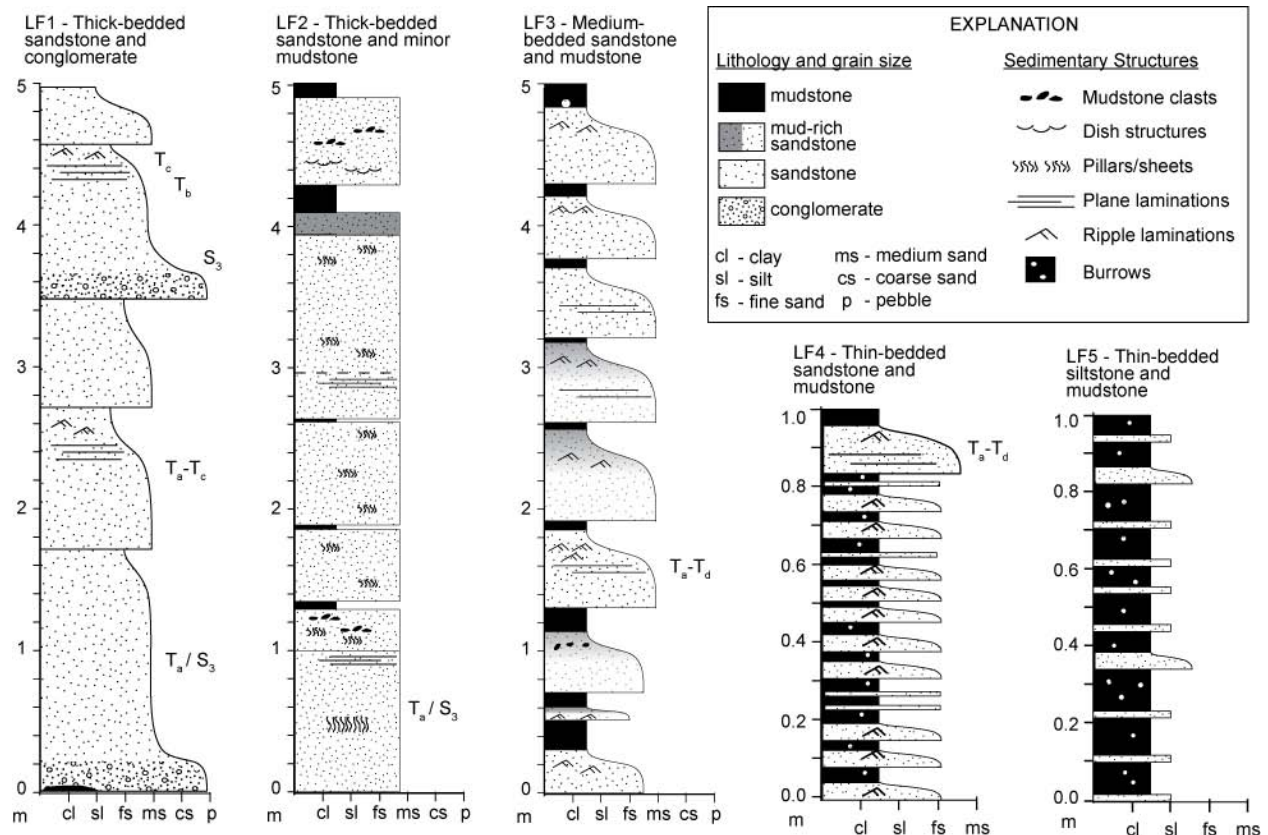 LF1 - Thick-bedded
sandstone and
conglomerate
5
4
3
2
1
0
m
cl
sl
fs
ms
cs
p
Tc
Tb
S3
Ta-Tc
Ta / S3
LF2 - Thick-bedded
sandstone and minor
mudstone
5
4
3
2
1
0
m
cl
sl
fs
ms
cs
p
Ta / S3
LF3 - Medium-
bedded sandstone
and mudstone
5
4
3
2
1
0
m
cl
sl
fs
ms
cs
p
Ta-Td
EXPLANATION
Lithology and grain size
mudstone
mud-rich
sandstone
sandstone
conglomerate
cl - clay
sl - silt
fs - fine sand
ms - medium sand
cs - coarse sand
p - pebble
Sedimentary Structures
Mudstone clasts
Dish structures
Pillars/sheets
Plane laminations
Ripple laminations
Burrows
LF4 - Thin-bedded
sandstone and
mudstone
1.0
0.8
0.6
0.4
0.2
0.0
m
cl
sl
fs
ms
Ta-Td
LF5 - Thin-bedded
siltstone and
mudstone
1.0
0.8
0.6
0.4
0.2
0.0
m
cl
sl
fs
ms